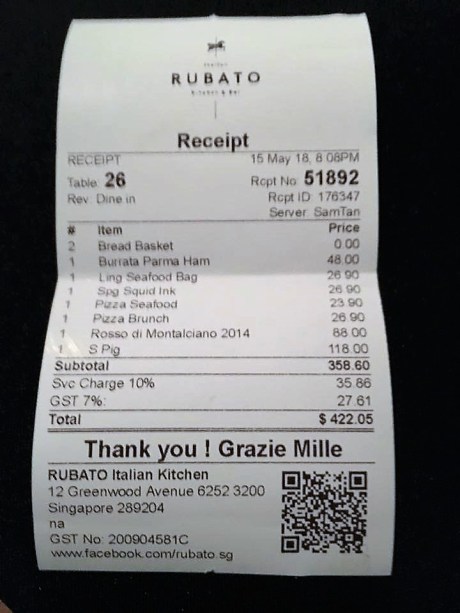 RUBATO
Kitchen & Bar
Receipt
RECEIPT 15 May 18, 8:08PM
Table: 26 Rcpt No: 51892
Rev: Dine in Rcpt ID: 176347
Server: SamTan
# Item Price
2 Bread Basket 0.00
1 Burrata Parma Ham 48.00
1 Ling Seafood Bag 26.90
1 Spg Squid Ink 26.90
1 Pizza Seafood 23.90
1 Pizza Brunch 26.90
1 Rosso di Montalciano 2014 88.00
1 S Pig 118.00
Subtotal 358.60
Svc Charge 10% 35.86
GST 7%: 27.61
Total $ 422.05
Thank you ! Grazie Mille
RUBATO Italian Kitchen
12 Greenwood Avenue 6252 3200
Singapore 289204
na
GST No: 200904581C
www.facebook.com/rubato.sg